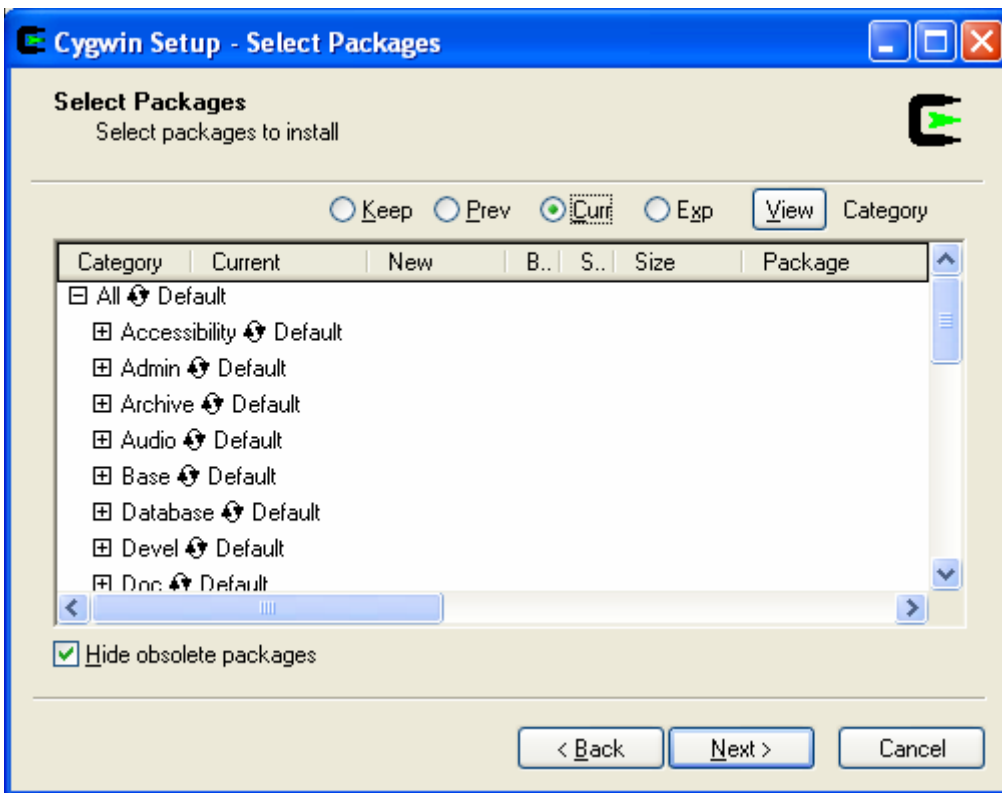 Cygwin Setup - Select Packages
Select Packages
Select packages to install
Keep Prev Curr Exp View Category
Category Current New B.. S.. Size Package
All Default
Accessibility Default
Admin Default
Archive Default
Audio Default
Base Default
Database Default
Devel Default
Doc Default
Hide obsolete packages
< Back Next > Cancel